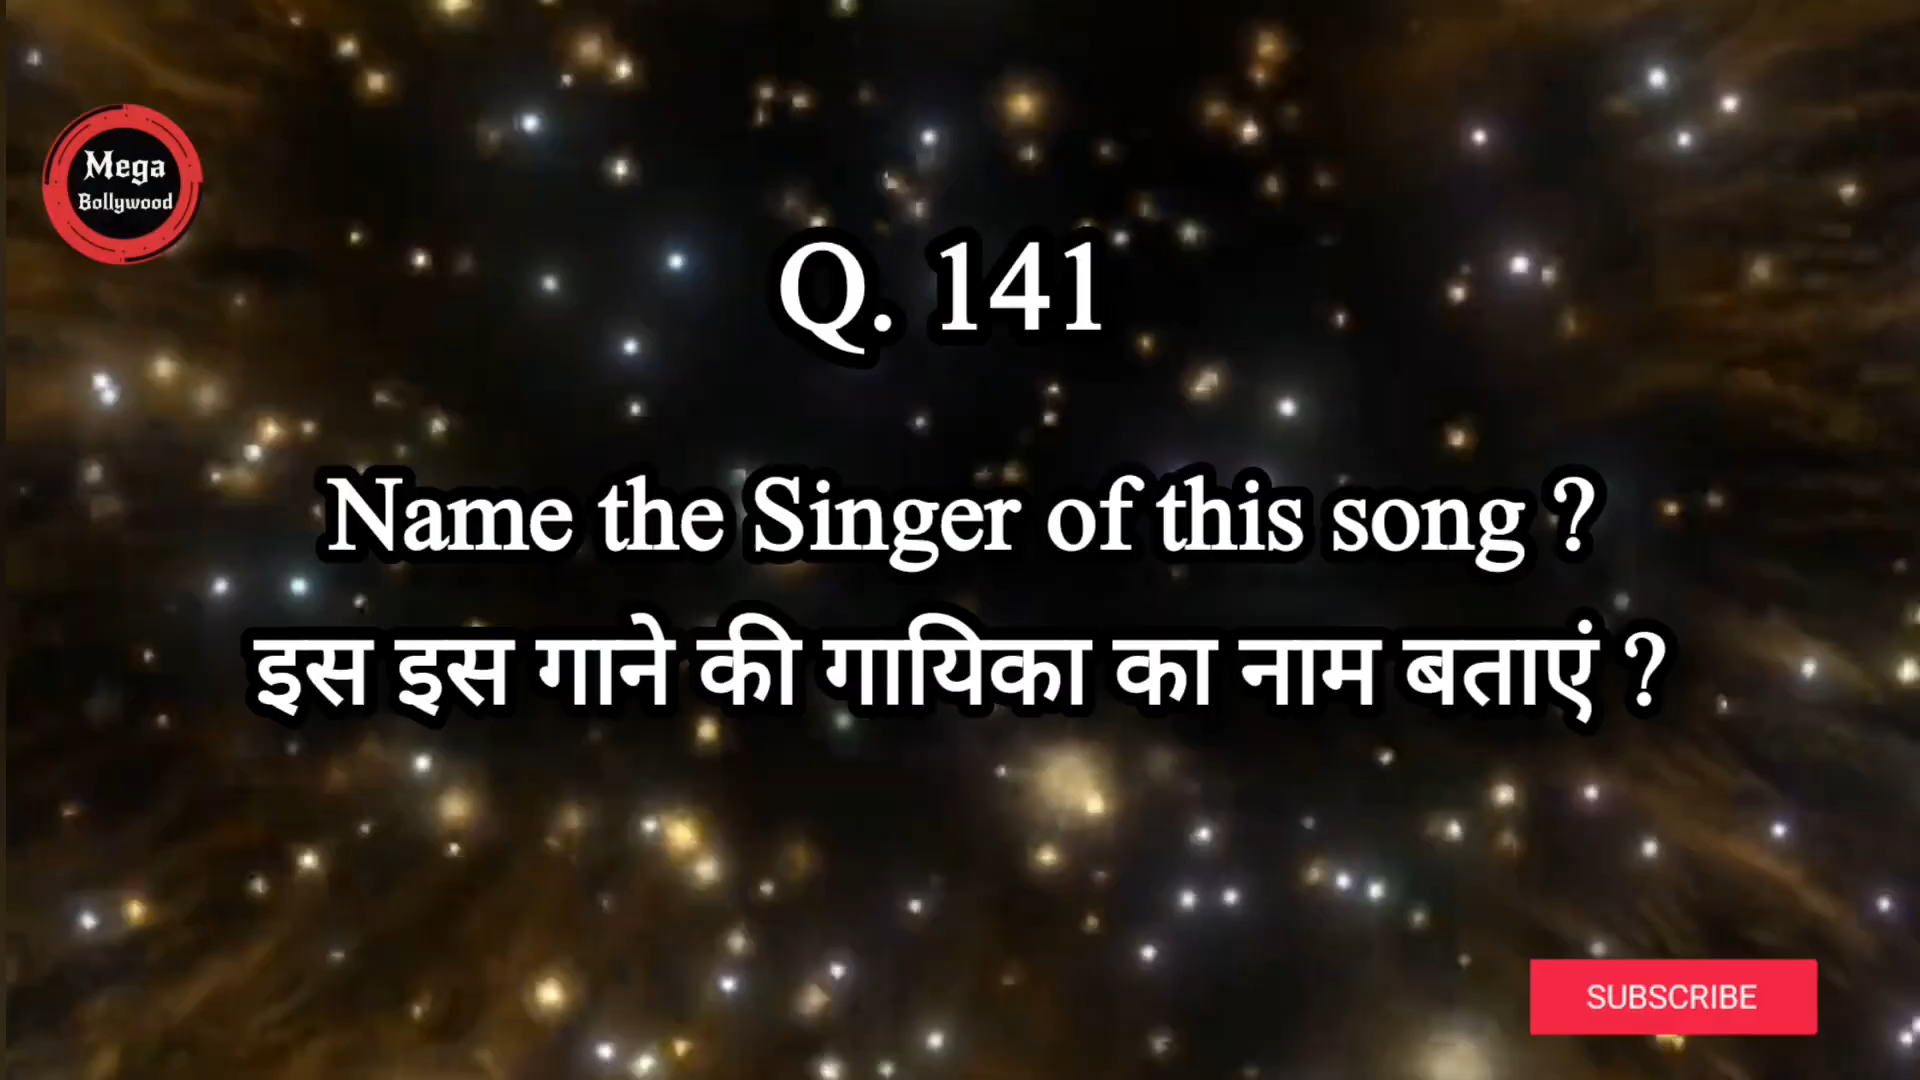 Mega
Bollywood
Q. 141
Name the Singer of this song ?
इस इस गाने की गायिका का नाम बताएं ?
SUBSCRIBE